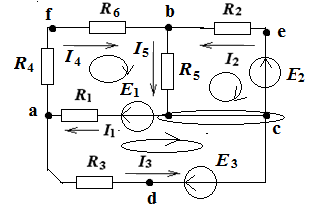 f R6 b R2 e
I4 I5 I2
R4 R5 E2
a R1 E1 c
I1
R3 I3 E3
d